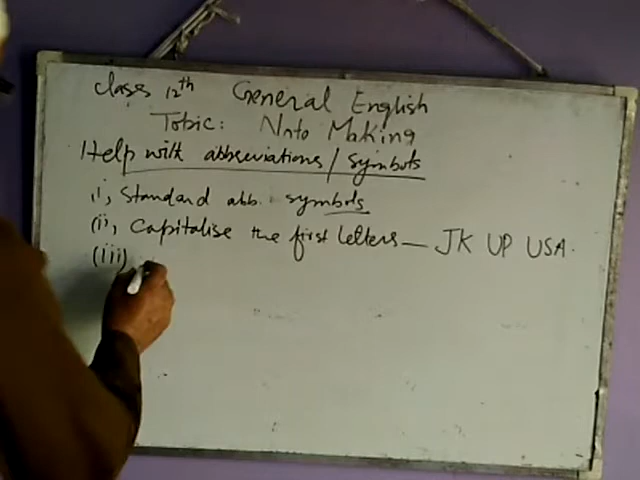 Class 12th General English
Topic: Note Making
Help with abbreviations/symbols
(i), Standard abb. symbols
(ii), Capitalise the first letters — JK UP USA.
(iii)